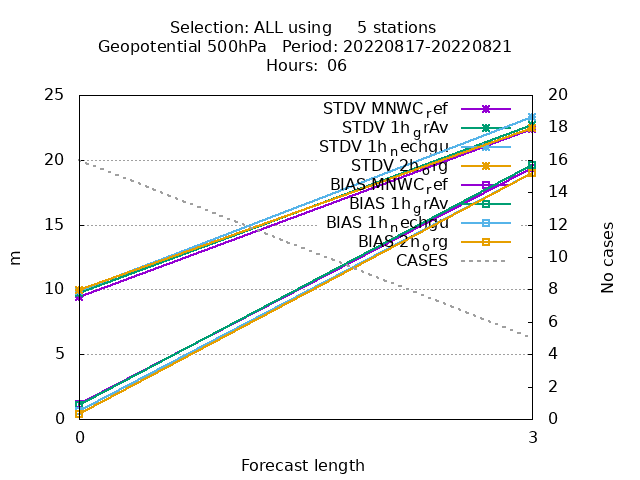 Selection: ALL using     5 stations
Geopotential 500hPa   Period: 20220817-20220821
Hours: 06
25
20
15
10
5
0
20
18
16
14
12
10
8
6
4
2
0
m
No cases
STDV MNWC_ref
STDV 1h_grAv
STDV 1h_nechgu
STDV 2h_org
BIAS MNWC_ref
BIAS 1h_grAv
BIAS 1h_nechgu
BIAS 2h_org
CASES
0
3
Forecast length